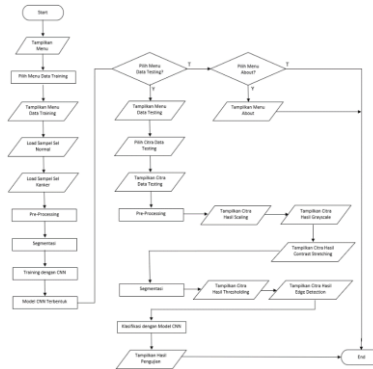 Start
Tampilkan
Menu
Pilih Menu Data Training
Tampilkan Menu
Data Training
Load Sampel Sel
Normal
Load Sampel Sel
Kanker
Pre-Processing
Segmentasi
Training dengan CNN
Model CNN Terbentuk
Pilih Menu
Data Testing?
T
Y
Tampilkan Menu
Data Testing
Pilih Citra Data
Testing
Tampilkan Citra
Data Testing
Pre-Processing
Tampilkan Citra
Hasil Scaling
Tampilkan Citra
Hasil Grayscale
Tampilkan Citra Hasil
Contrast Stretching
Segmentasi
Tampilkan Citra
Hasil Thresholding
Tampilkan Citra Hasil
Edge Detection
Klasifikasi dengan Model CNN
Tampilkan Hasil
Pengujian
Pilih Menu
About?
T
Y
Tampilkan Menu
About
End